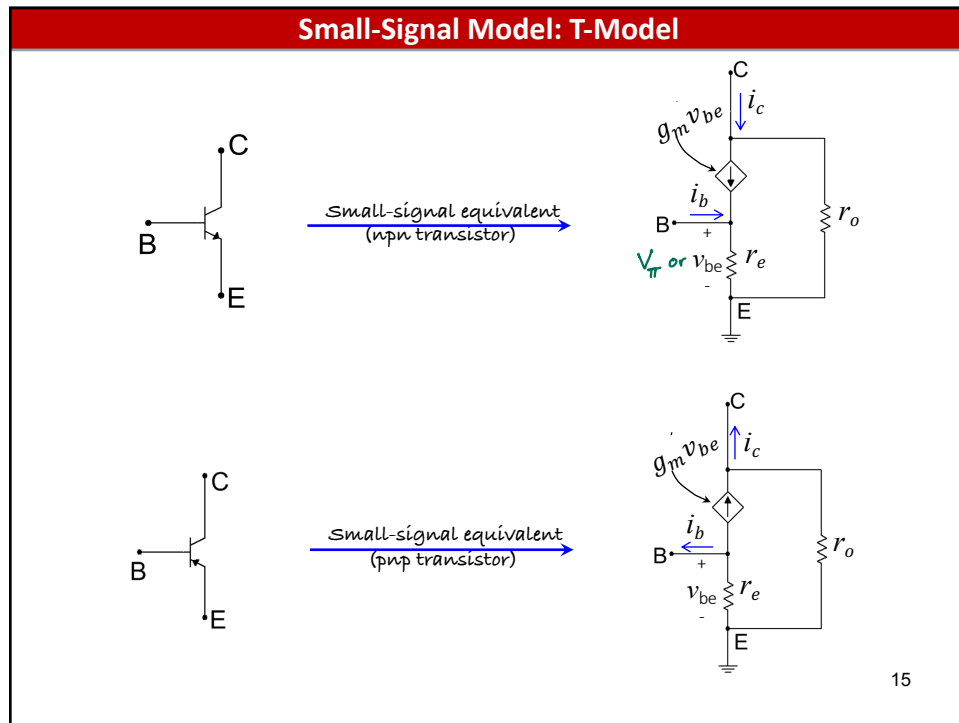 Small-Signal Model: T-Model
C
B
E
Small-signal equivalent
(npn transistor)
C
i_c
g_m v_be
i_b
B
+
V_π or v_be
r_e
-
r_o
E
C
B
E
Small-signal equivalent
(pnp transistor)
C
i_c
g_m v_be
i_b
B
+
v_be
r_e
-
r_o
E
15